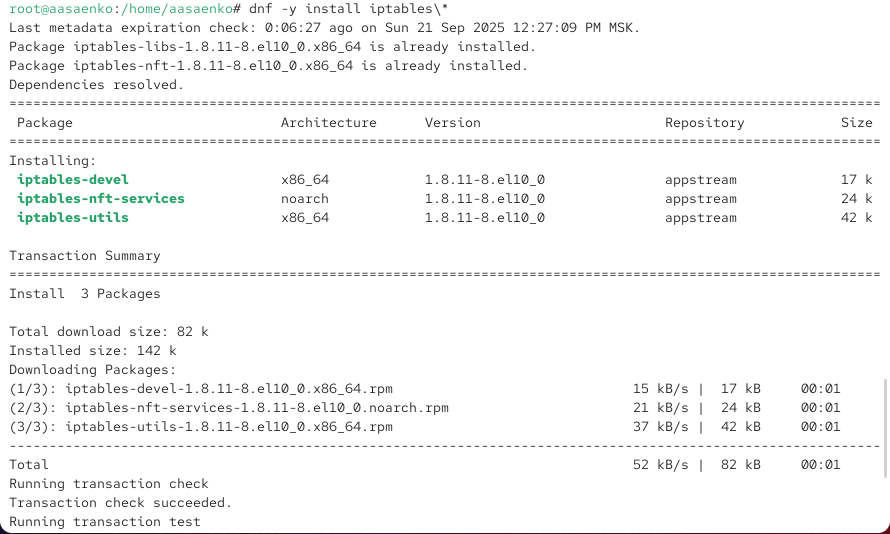 root@aasaenko:/home/aasaenko# dnf -y install iptables\*
Last metadata expiration check: 0:06:27 ago on Sun 21 Sep 2025 12:27:09 PM MSK.
Package iptables-libs-1.8.11-8.el10_0.x86_64 is already installed.
Package iptables-nft-1.8.11-8.el10_0.x86_64 is already installed.
Dependencies resolved.
=============================================================================================================
 Package                          Architecture      Version                       Repository            Size
=============================================================================================================
Installing:
 iptables-devel                   x86_64            1.8.11-8.el10_0               appstream             17 k
 iptables-nft-services            noarch            1.8.11-8.el10_0               appstream             24 k
 iptables-utils                   x86_64            1.8.11-8.el10_0               appstream             42 k

Transaction Summary
=============================================================================================================
Install  3 Packages

Total download size: 82 k
Installed size: 142 k
Downloading Packages:
(1/3): iptables-devel-1.8.11-8.el10_0.x86_64.rpm                              15 kB/s |  17 kB     00:01
(2/3): iptables-nft-services-1.8.11-8.el10_0.noarch.rpm                       21 kB/s |  24 kB     00:01
(3/3): iptables-utils-1.8.11-8.el10_0.x86_64.rpm                              37 kB/s |  42 kB     00:01
-------------------------------------------------------------------------------------------------------------
Total                                                                         52 kB/s |  82 kB     00:01
Running transaction check
Transaction check succeeded.
Running transaction test